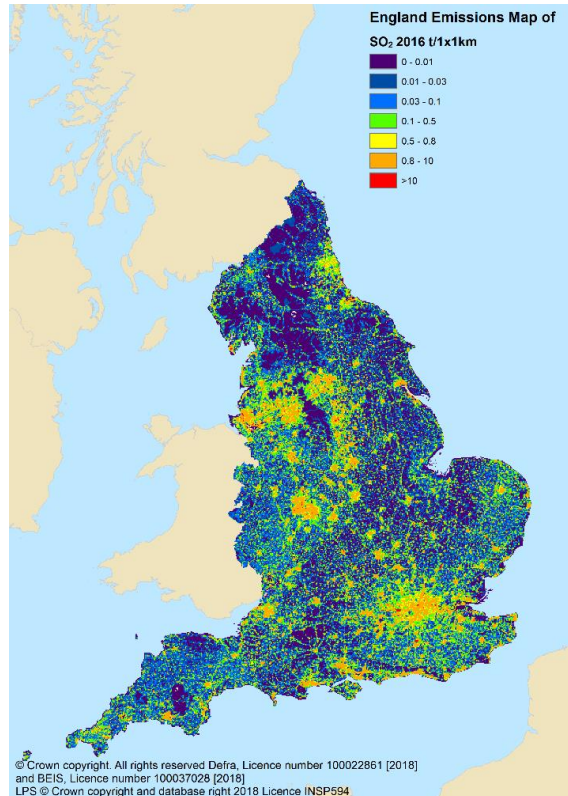 England Emissions Map of
SO₂ 2016 t/1x1km
0 - 0.01
0.01 - 0.03
0.03 - 0.1
0.1 - 0.5
0.5 - 0.8
0.8 - 10
>10
© Crown copyright. All rights reserved Defra, Licence number 100022861 [2018]
and BEIS, Licence number 100037028 [2018]
LPS © Crown copyright and database right 2018 Licence INSP594